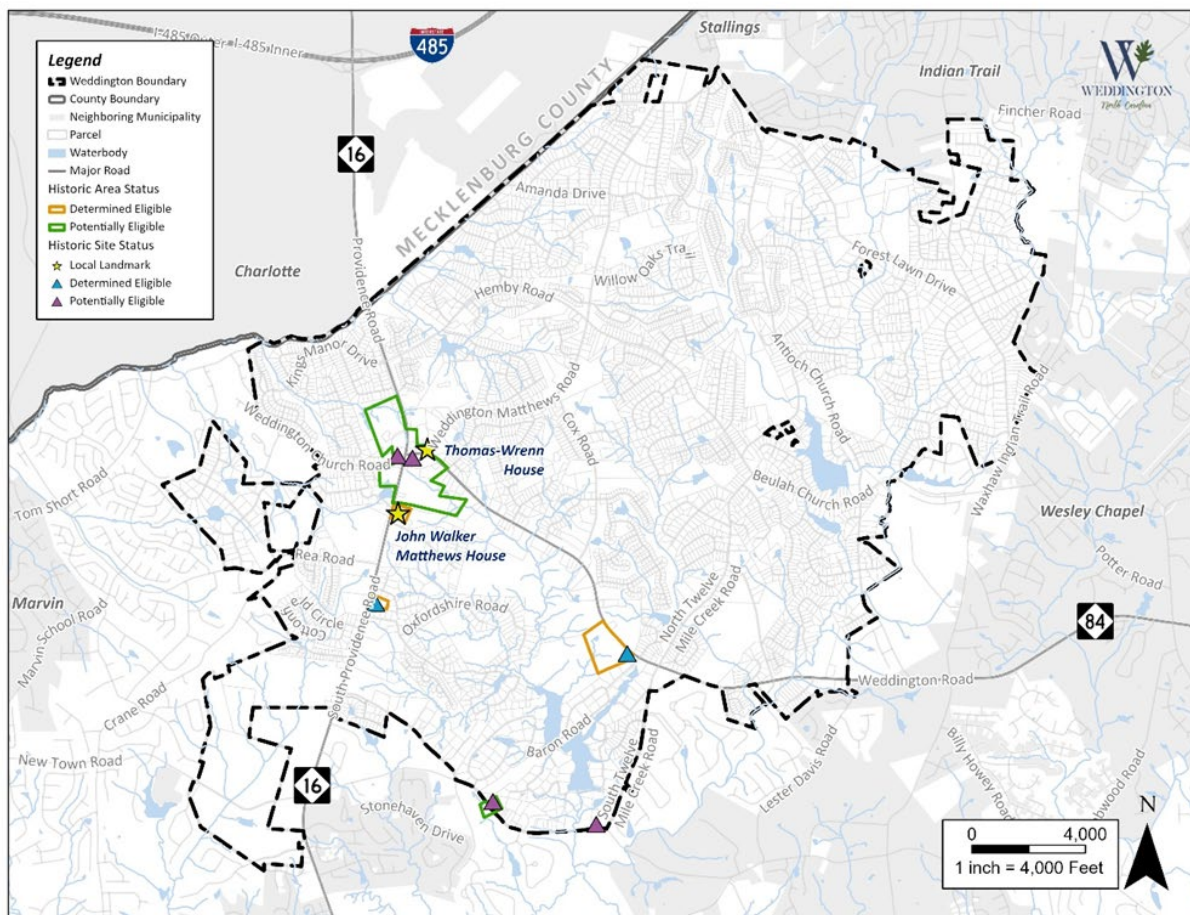 Legend
Weddington Boundary
County Boundary
Neighboring Municipality
Parcel
Waterbody
Major Road
Historic Area Status
Determined Eligible
Potentially Eligible
Historic Site Status
Local Landmark
Determined Eligible
Potentially Eligible
I-485 Outer
I-485 Inner
485
Stallings
Indian Trail
W
WEDDINGTON
North Carolina
Fincher Road
16
MECKLENBURG COUNTY
Amanda Drive
Providence Road
Charlotte
Willow Oaks Trail
Forest Lawn Drive
Hemby Road
Kings Manor Drive
Antioch Church Road
Weddington Matthews Road
Cox Road
Waxhaw Indian Trail Road
Weddington Church Road
Thomas-Wrenn
House
Tom Short Road
Beulah Church Road
Wesley Chapel
John Walker
Matthews House
Rea Road
Potter Road
Marvin
Marvin School Road
Oxfordshire Road
North Twelve
Mile Creek Road
84
South Providence Road
Weddington Road
Crane Road
Baron Road
New Town Road
16
Stonehaven Drive
South Twelve
Mile Creek Road
Lester Davis Road
Billy Howey Road
N
0 4,000
1 inch = 4,000 Feet